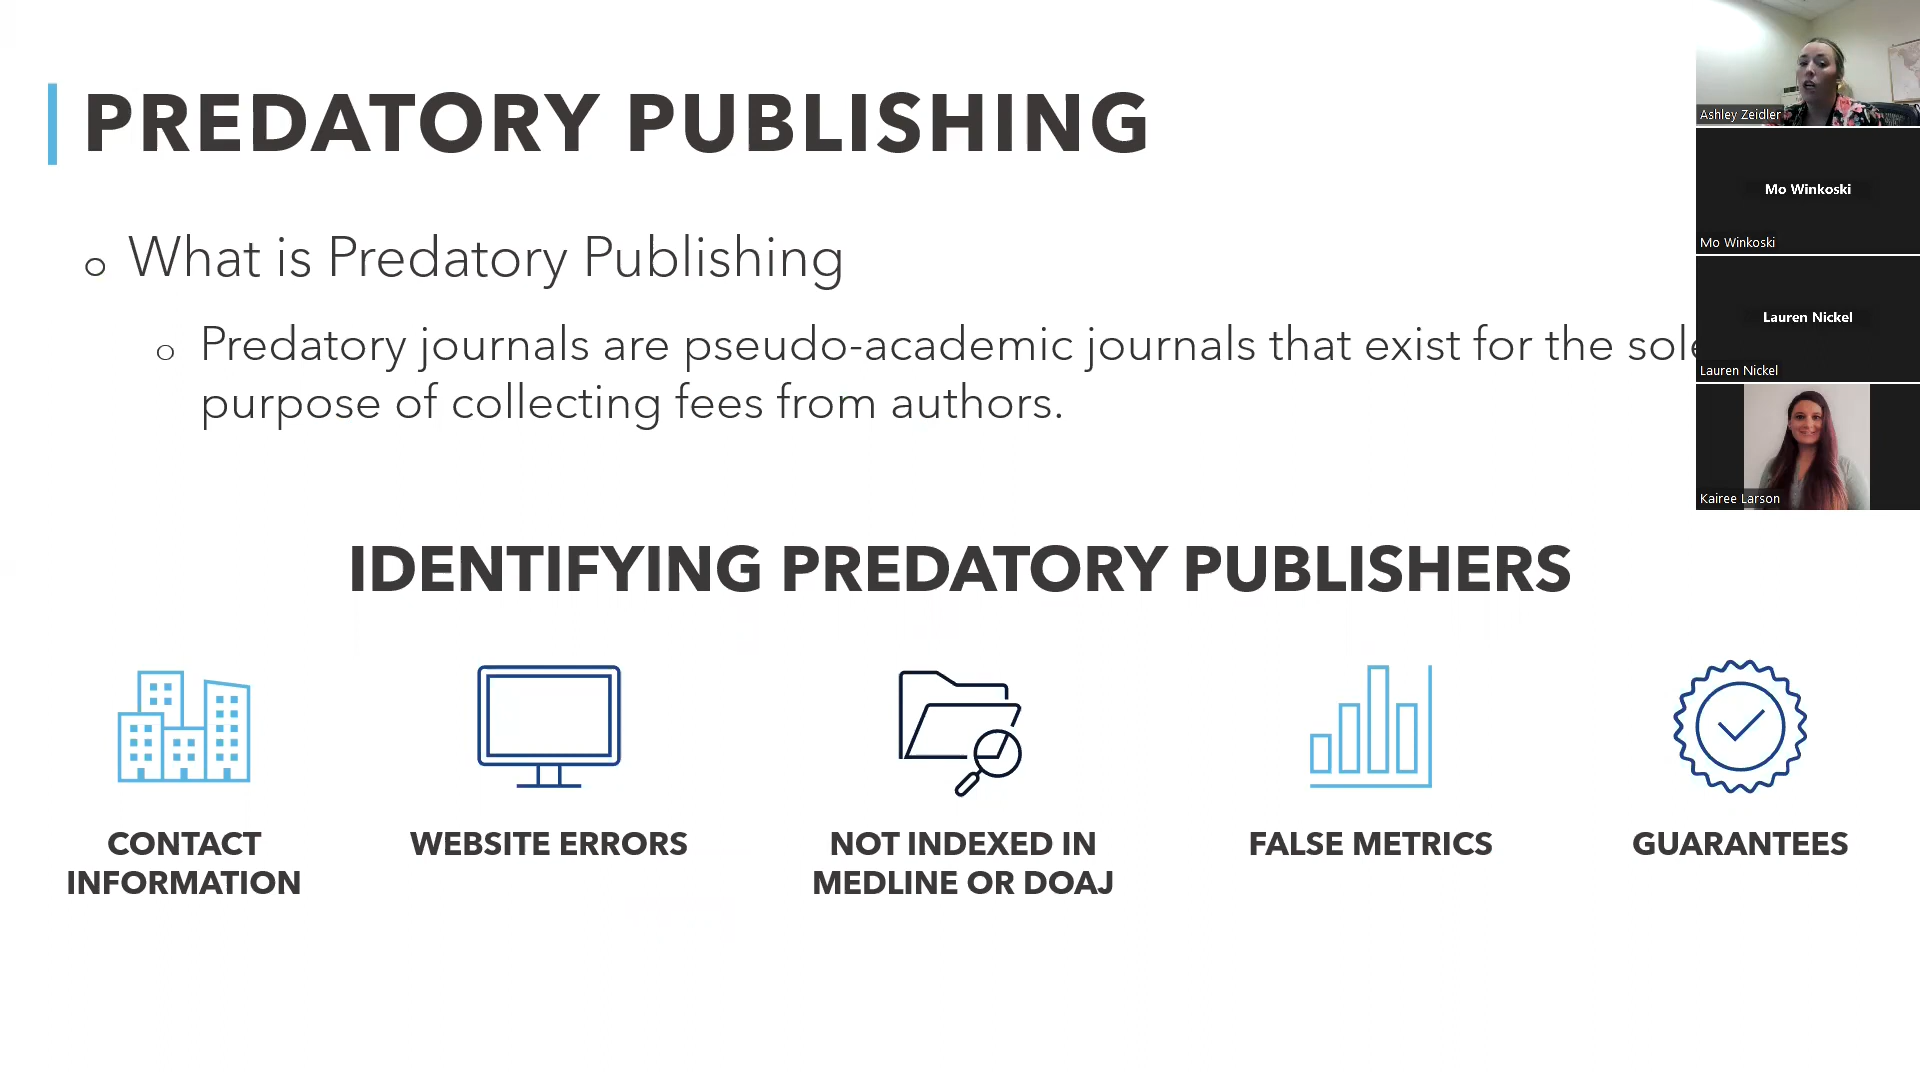 PREDATORY PUBLISHING
What is Predatory Publishing
Predatory journals are pseudo-academic journals that exist for the sole
purpose of collecting fees from authors.
IDENTIFYING PREDATORY PUBLISHERS
CONTACT
INFORMATION
WEBSITE ERRORS
NOT INDEXED IN
MEDLINE OR DOAJ
FALSE METRICS
GUARANTEES
Ashley Zeidler
Mo Winkoski
Mo Winkoski
Lauren Nickel
Lauren Nickel
Kairee Larson